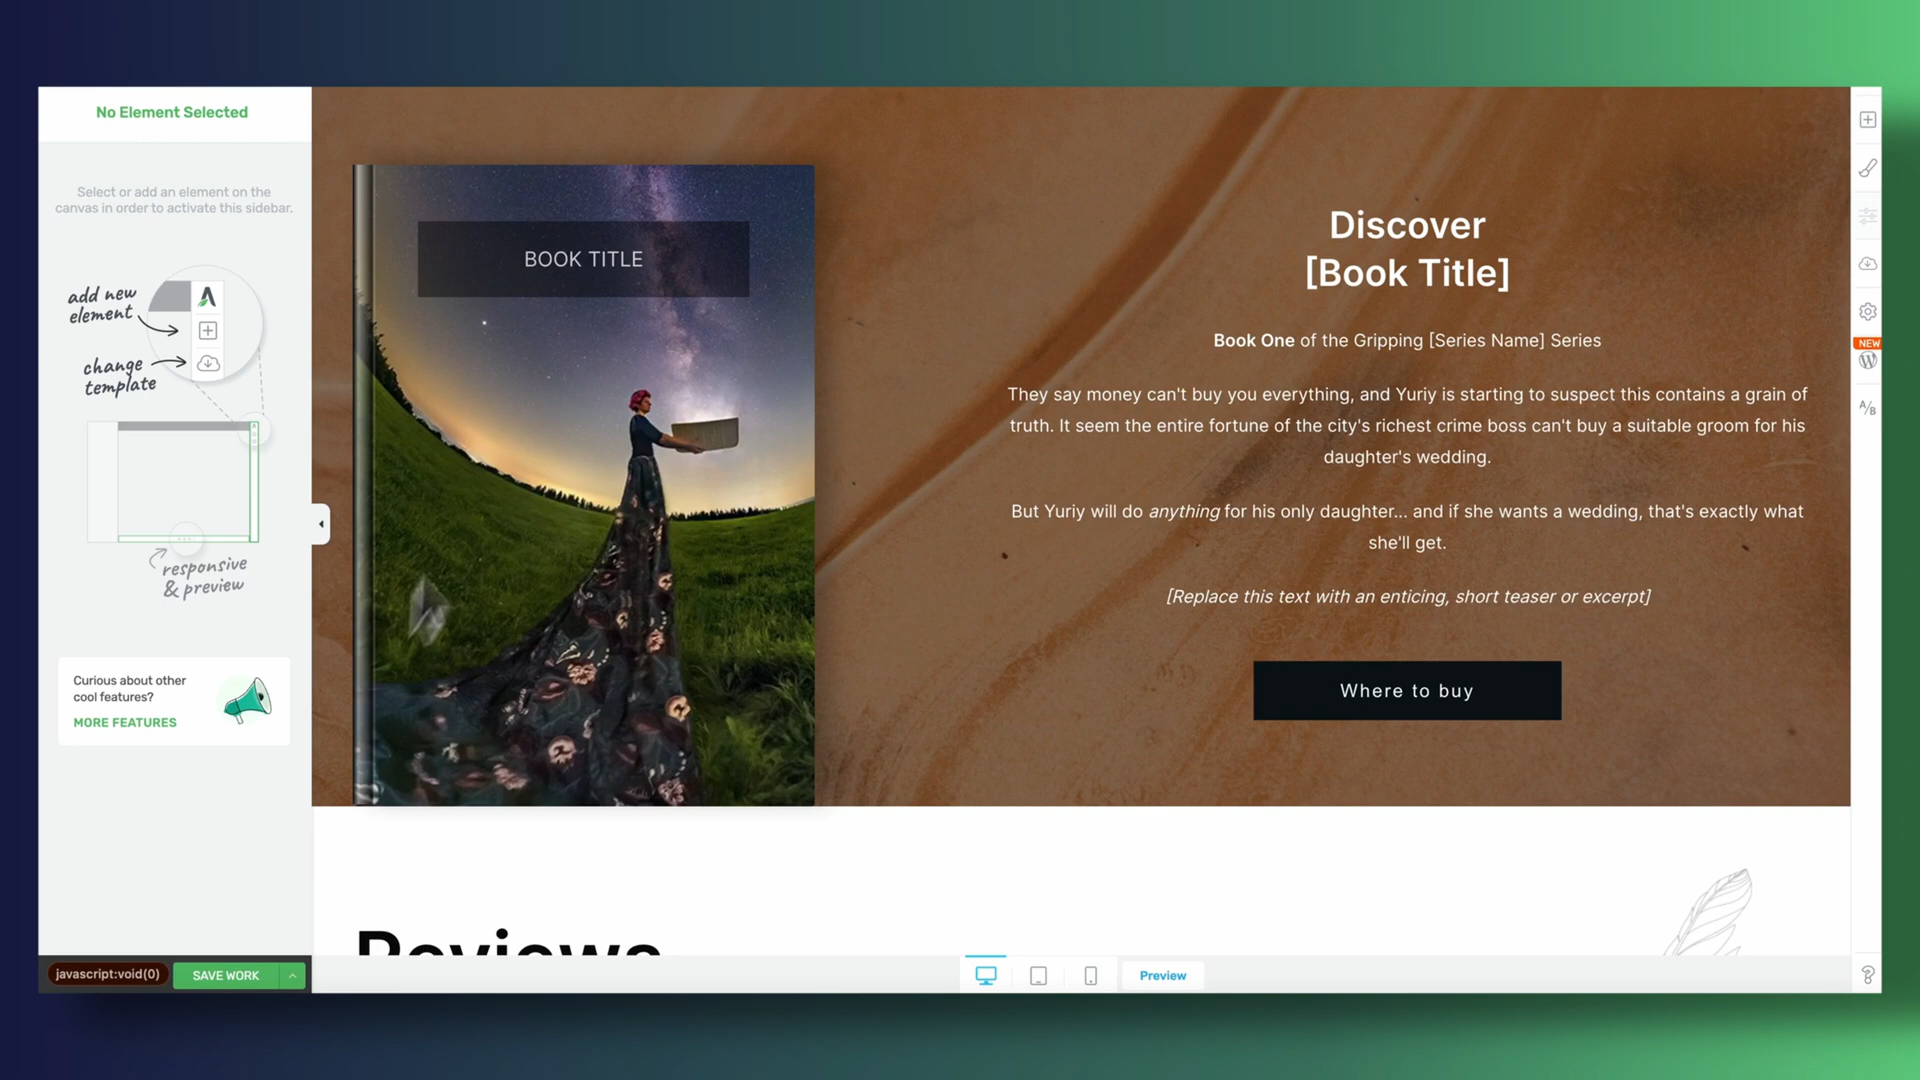 No Element Selected
Select or add an element on the
canvas in order to activate this sidebar.
add new
element
change
template
responsive
& preview
Curious about other
cool features?
MORE FEATURES
javascript:void(0)
SAVE WORK
BOOK TITLE
Discover
[Book Title]
Book One of the Gripping [Series Name] Series
They say money can't buy you everything, and Yuriy is starting to suspect this contains a grain of
truth. It seem the entire fortune of the city's richest crime boss can't buy a suitable groom for his
daughter's wedding.
But Yuriy will do anything for his only daughter... and if she wants a wedding, that's exactly what
she'll get.
[Replace this text with an enticing, short teaser or excerpt]
Where to buy
Reviews
Preview
NEW
A/B